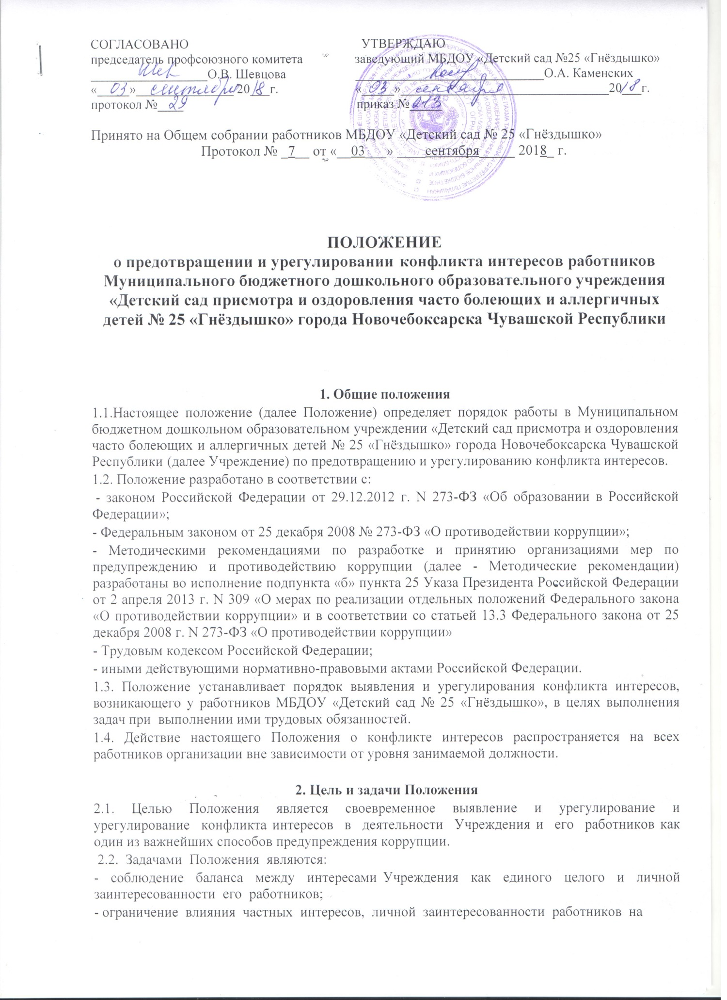 СОГЛАСОВАНО УТВЕРЖДАЮ
председатель профсоюзного комитета заведующий МБДОУ «Детский сад №25 «Гнёздышко»
__________________О.В. Шевцова _____________________________О.А. Каменских
«_03_»_сентября_2018_г. «_03_»_сентября_2018_г.
протокол №_29_ приказ №_213_
Принято на Общем собрании работников МБДОУ «Детский сад № 25 «Гнёздышко»
Протокол № _7__ от «__03___» ____сентября_____ 2018_ г.
ПОЛОЖЕНИЕ
о предотвращении и урегулировании конфликта интересов работников
Муниципального бюджетного дошкольного образовательного учреждения
«Детский сад присмотра и оздоровления часто болеющих и аллергичных
детей № 25 «Гнёздышко» города Новочебоксарска Чувашской Республики
1. Общие положения
1.1.Настоящее положение (далее Положение) определяет порядок работы в Муниципальном
бюджетном дошкольном образовательном учреждении «Детский сад присмотра и оздоровления
часто болеющих и аллергичных детей № 25 «Гнёздышко» города Новочебоксарска Чувашской
Республики (далее Учреждение) по предотвращению и урегулированию конфликта интересов.
1.2. Положение разработано в соответствии с:
- законом Российской Федерации от 29.12.2012 г. N 273-ФЗ «Об образовании в Российской
Федерации»;
- Федеральным законом от 25 декабря 2008 № 273-ФЗ «О противодействии коррупции»;
- Методическими рекомендациями по разработке и принятию организациями мер по
предупреждению и противодействию коррупции (далее - Методические рекомендации)
разработаны во исполнение подпункта «б» пункта 25 Указа Президента Российской Федерации
от 2 апреля 2013 г. N 309 «О мерах по реализации отдельных положений Федерального закона
«О противодействии коррупции» и в соответствии со статьей 13.3 Федерального закона от 25
декабря 2008 г. N 273-ФЗ «О противодействии коррупции»
- Трудовым кодексом Российской Федерации;
- иными действующими нормативно-правовыми актами Российской Федерации.
1.3. Положение устанавливает порядок выявления и урегулирования конфликта интересов,
возникающего у работников МБДОУ «Детский сад № 25 «Гнёздышко», в целях выполнения
задач при выполнении ими трудовых обязанностей.
1.4. Действие настоящего Положения о конфликте интересов распространяется на всех
работников организации вне зависимости от уровня занимаемой должности.
2. Цель и задачи Положения
2.1. Целью Положения является своевременное выявление и урегулирование и
урегулирование конфликта интересов в деятельности Учреждения и его работников как
один из важнейших способов предупреждения коррупции.
2.2. Задачами Положения являются:
- соблюдение баланса между интересами Учреждения как единого целого и личной
заинтересованности его работников;
- ограничение влияния частных интересов, личной заинтересованности работников на